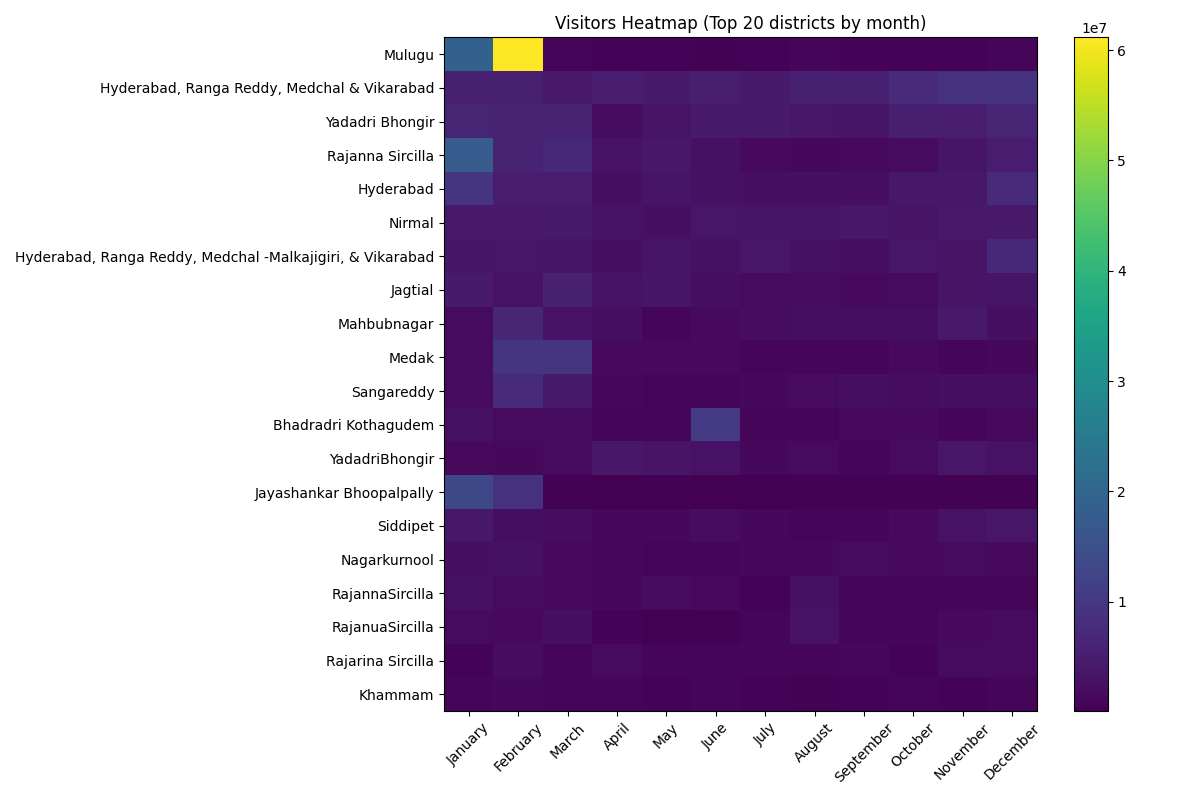 Visitors Heatmap (Top 20 districts by month)
1e7
Mulugu
Hyderabad, Ranga Reddy, Medchal & Vikarabad
Yadadri Bhongir
Rajanna Sircilla
Hyderabad
Nirmal
Hyderabad, Ranga Reddy, Medchal -Malkajigiri, & Vikarabad
Jagtial
Mahbubnagar
Medak
Sangareddy
Bhadradri Kothagudem
YadadriBhongir
Jayashankar Bhoopalpally
Siddipet
Nagarkurnool
RajannaSircilla
RajanuaSircilla
Rajarina Sircilla
Khammam
January
February
March
April
May
June
July
August
September
October
November
December
6
5
4
3
2
1